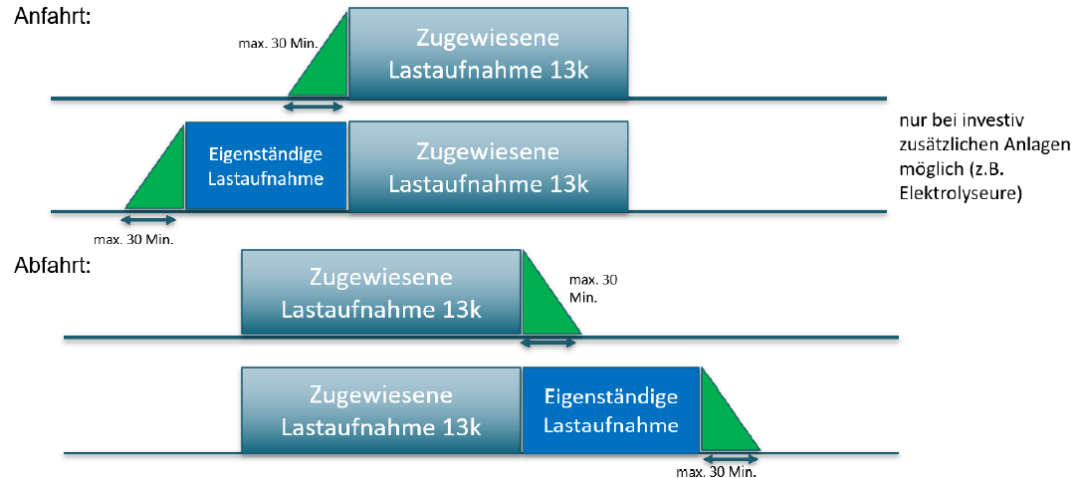 Anfahrt:
max. 30 Min.
Zugewiesene
Lastaufnahme 13k
Eigenständige
Lastaufnahme
Zugewiesene
Lastaufnahme 13k
max. 30 Min.
nur bei investiv
zusätzlichen Anlagen
möglich (z.B.
Elektrolyseure)
Abfahrt:
Zugewiesene
Lastaufnahme 13k
max. 30
Min.
Zugewiesene
Lastaufnahme 13k
Eigenständige
Lastaufnahme
max. 30 Min.